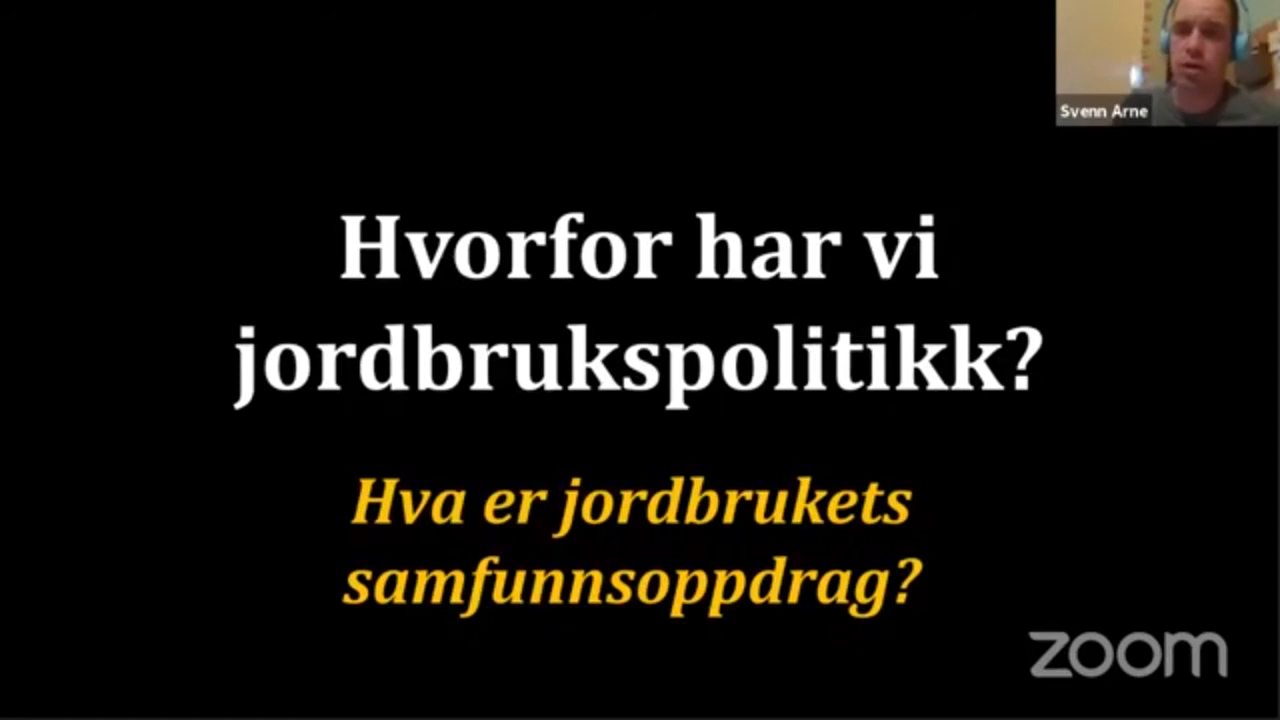 Svenn Arne
Hvorfor har vi
jordbrukspolitikk?
Hva er jordbrukets
samfunnsoppdrag?
zoom